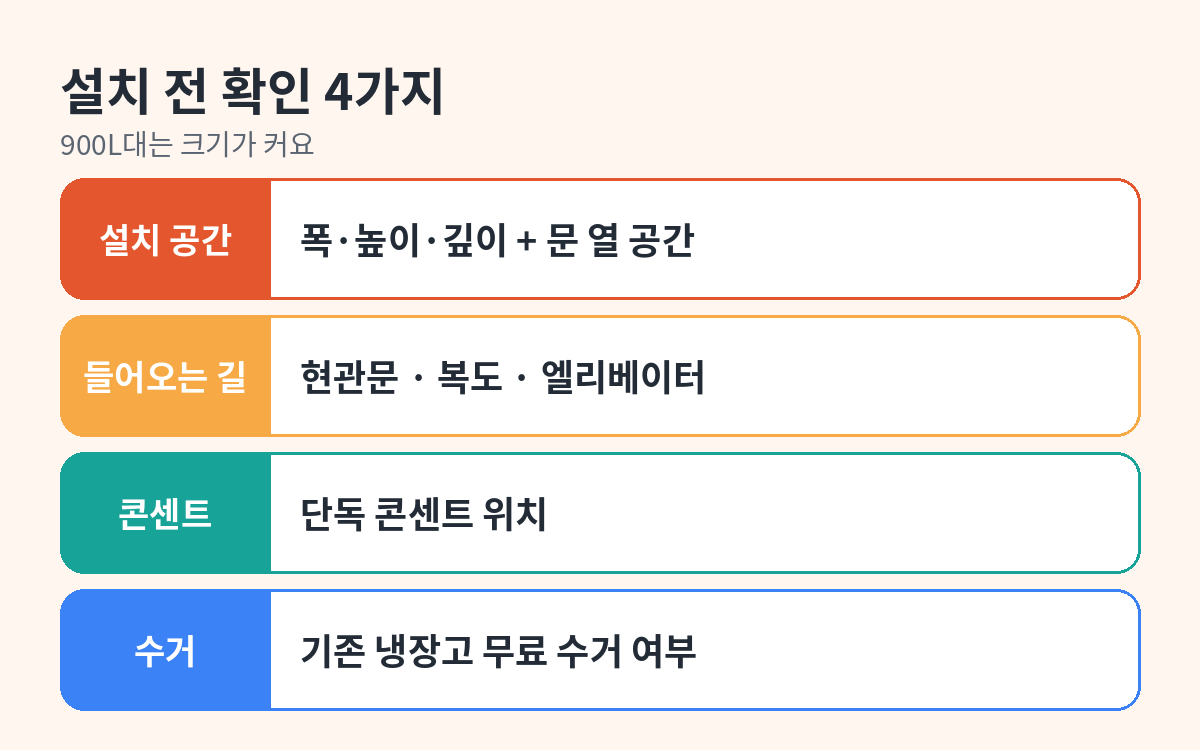 설치 전 확인 4가지
900L대는 크기가 커요
설치 공간
폭·높이·깊이 + 문 열 공간
들어오는 길
현관문 · 복도 · 엘리베이터
콘센트
단독 콘센트 위치
수거
기존 냉장고 무료 수거 여부